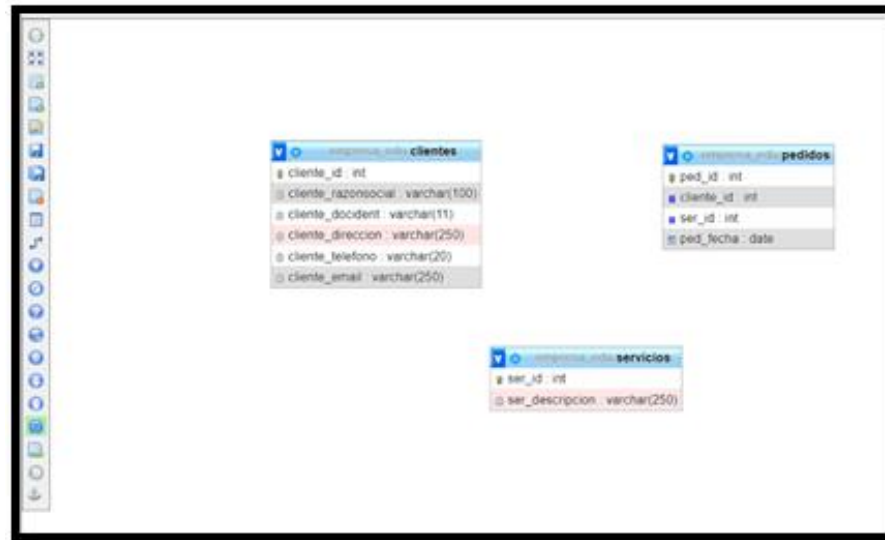 clientes
cliente_id : int
cliente_razonsocial : varchar(100)
cliente_docident : varchar(11)
cliente_direccion : varchar(250)
cliente_telefono : varchar(20)
cliente_email : varchar(250)
pedidos
ped_id : int
cliente_id : int
ser_id : int
ped_fecha : date
servicios
ser_id : int
ser_descripcion : varchar(250)